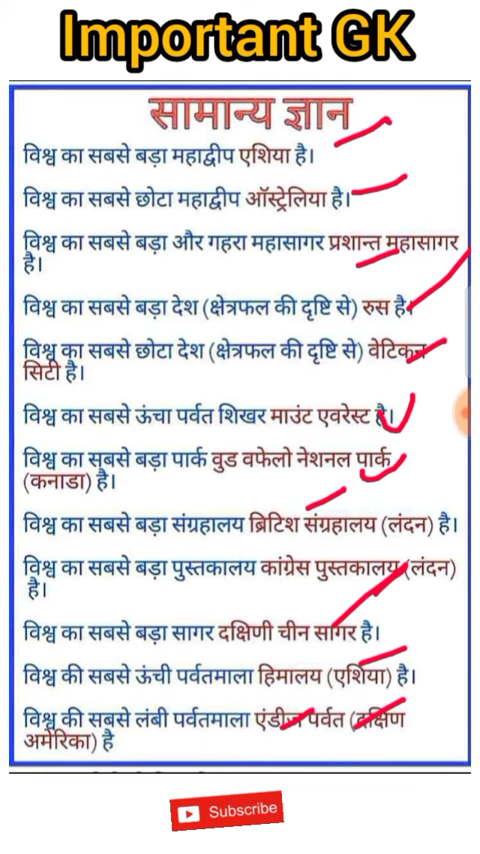 Important GK
सामान्य ज्ञान
विश्व का सबसे बड़ा महाद्वीप एशिया है।
विश्व का सबसे छोटा महाद्वीप ऑस्ट्रेलिया है।
विश्व का सबसे बड़ा और गहरा महासागर प्रशान्त महासागर
है।
विश्व का सबसे बड़ा देश (क्षेत्रफल की दृष्टि से) रुस है।
विश्व का सबसे छोटा देश (क्षेत्रफल की दृष्टि से) वेटिकन
सिटी है।
विश्व का सबसे ऊंचा पर्वत शिखर माउंट एवरेस्ट है।
विश्व का सबसे बड़ा पार्क वुड वफेलो नेशनल पार्क
(कनाडा) है।
विश्व का सबसे बड़ा संग्रहालय ब्रिटिश संग्रहालय (लंदन) है।
विश्व का सबसे बड़ा पुस्तकालय कांग्रेस पुस्तकालय (लंदन)
है।
विश्व का सबसे बड़ा सागर दक्षिणी चीन सागर है।
विश्व की सबसे ऊंची पर्वतमाला हिमालय (एशिया) है।
विश्व की सबसे लंबी पर्वतमाला एंडीज पर्वत (दक्षिण
अमेरिका) है
Subscribe